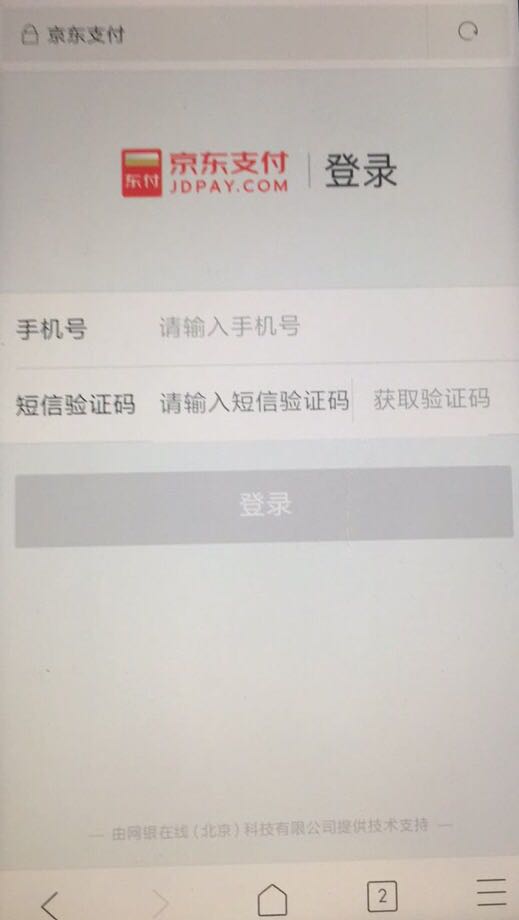 京东支付
东付 京东支付 登录
JDPAY.COM
手机号 请输入手机号
短信验证码 请输入短信验证码 获取验证码
登录
— 由网银在线（北京）科技有限公司提供技术支持 —
2